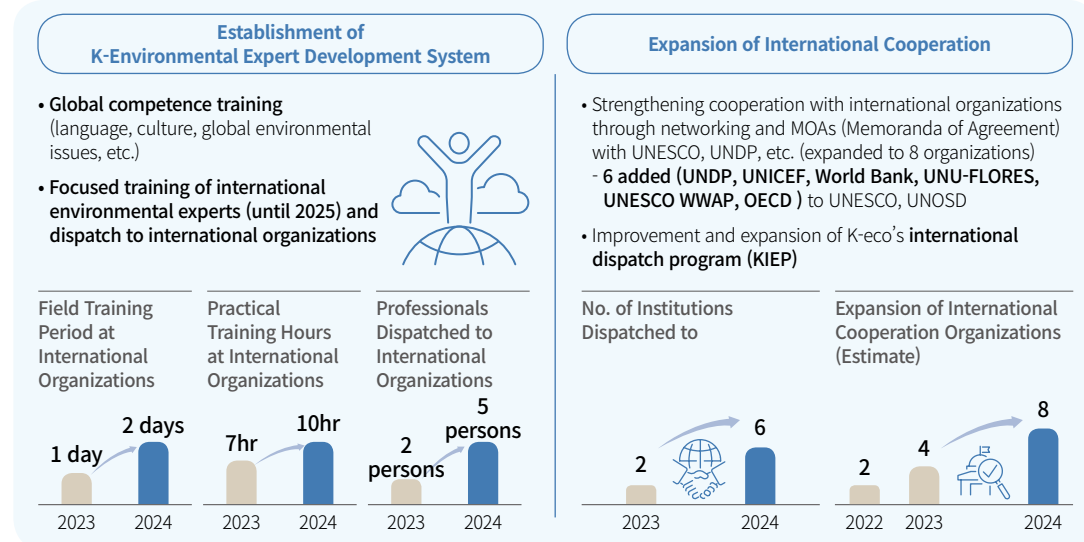 Establishment of
K-Environmental Expert Development System
• Global competence training
(language, culture, global environmental
issues, etc.)
• Focused training of international
environmental experts (until 2025) and
dispatch to international organizations
Field Training
Period at
International
Organizations
1 day
2 days
2023
2024
Practical
Training Hours
at International
Organizations
7hr
10hr
2023
2024
Professionals
Dispatched to
International
Organizations
2
persons
5
persons
2023
2024
Expansion of International Cooperation
• Strengthening cooperation with international organizations
through networking and MOAs (Memoranda of Agreement)
with UNESCO, UNDP, etc. (expanded to 8 organizations)
- 6 added (UNDP, UNICEF, World Bank, UNU-FLORES,
UNESCO WWAP, OECD ) to UNESCO, UNOSD
• Improvement and expansion of K-eco's international
dispatch program (KIEP)
No. of Institutions
Dispatched to
2
6
2023
2024
Expansion of International
Cooperation Organizations
(Estimate)
2
4
8
2022
2023
2024